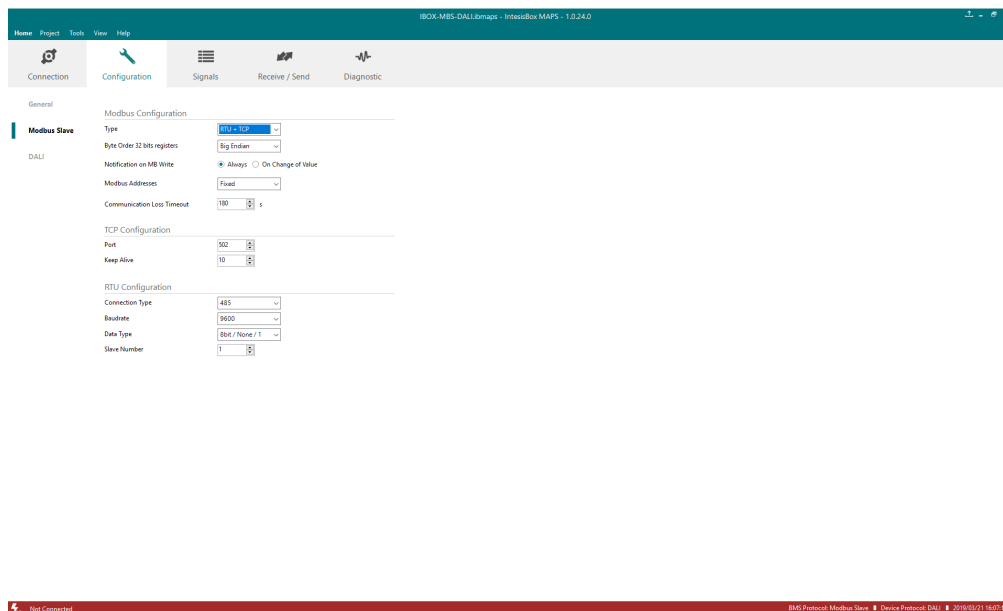 IBOX-MBS-DALI.ibmaps - IntesisBox MAPS - 1.0.24.0
Home Project Tools View Help
Connection Configuration Signals Receive / Send Diagnostic
General
Modbus Slave
DALI
Modbus Configuration
Type RTU + TCP
Byte Order 32 bits registers Big Endian
Notification on MB Write Always On Change of Value
Modbus Addresses Fixed
Communication Loss Timeout 180 s
TCP Configuration
Port 502
Keep Alive 10
RTU Configuration
Connection Type 485
Baudrate 9600
Data Type 8bit / None / 1
Slave Number 1
Not Connected BMS Protocol: Modbus Slave Device Protocol: DALI 2019/03/21